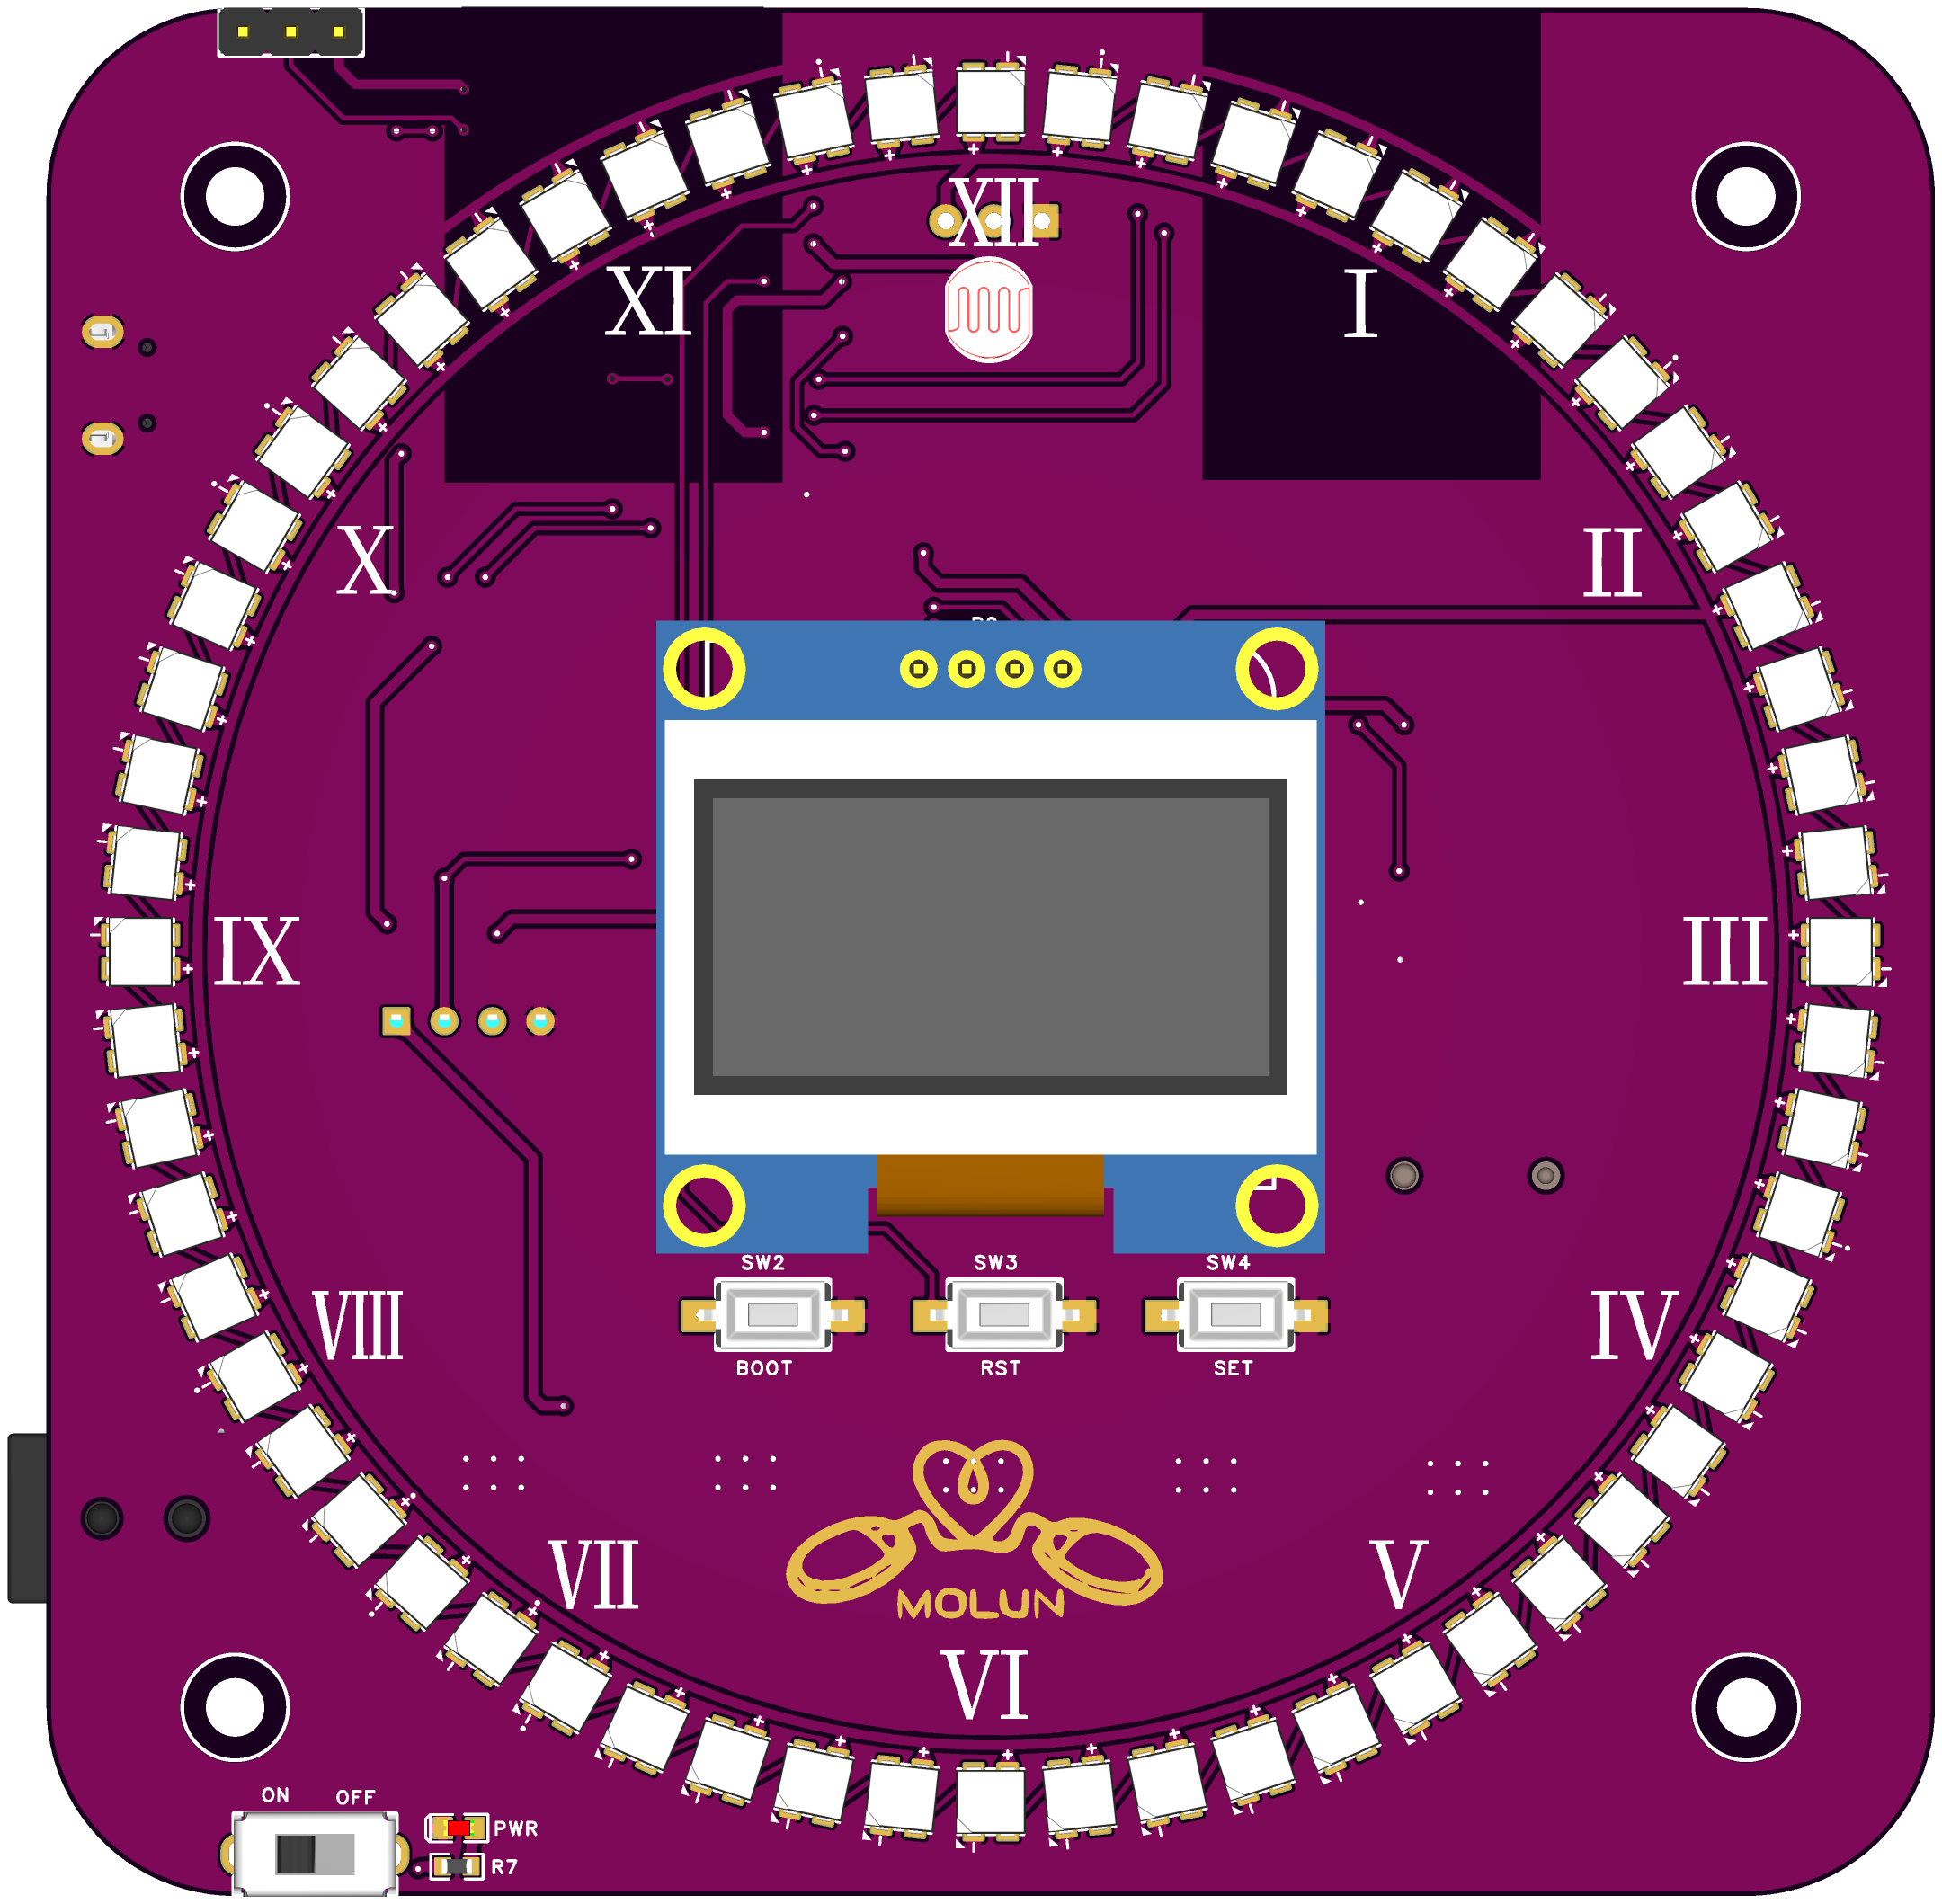 XII
XI
I
X
II
IX
III
SW2 SW3 SW4
BOOT RST SET
VIII
IV
VII
V
MOLUN
VI
ON OFF
PWR
R7